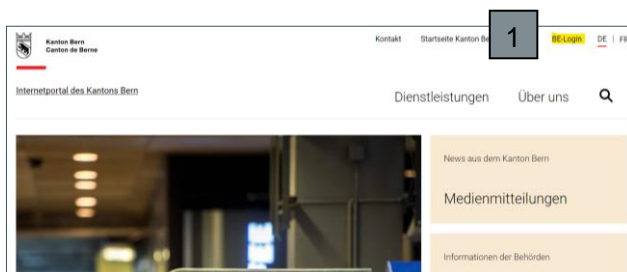 Kanton Bern
Canton de Berne
Kontakt Startseite Kanton Be 1 BE-Login DE | FR
Internetportal des Kantons Bern
Dienstleistungen Über uns
News aus dem Kanton Bern
Medienmitteilungen
Informationen der Behörden